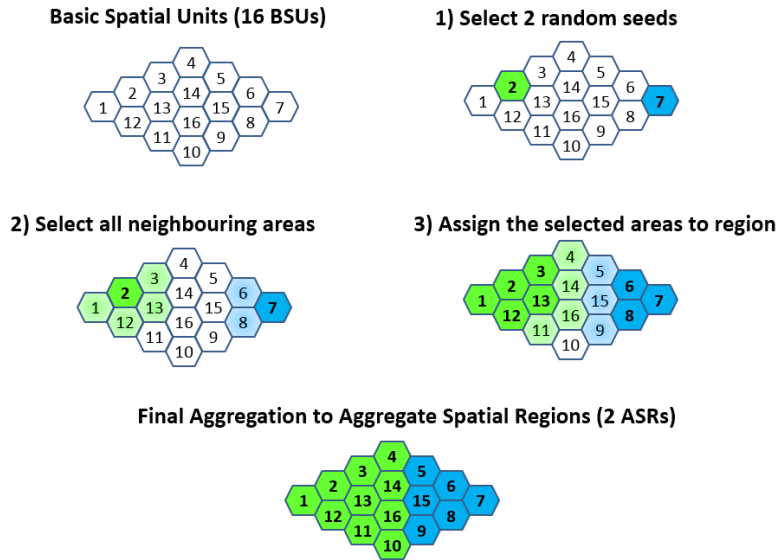 Basic Spatial Units (16 BSUs)
4
3 5
2 14 6
1 13 15 7
12 16 8
11 9
10
1) Select 2 random seeds
4
3 5
2 14 6
1 13 15 7
12 16 8
11 9
10
2) Select all neighbouring areas
4
3 5
2 14 6
1 13 15 7
12 16 8
11 9
10
3) Assign the selected areas to region
4
3 5
2 14 6
1 13 15 7
12 16 8
11 9
10
Final Aggregation to Aggregate Spatial Regions (2 ASRs)
4
3 5
2 14 6
1 13 15 7
12 16 8
11 9
10